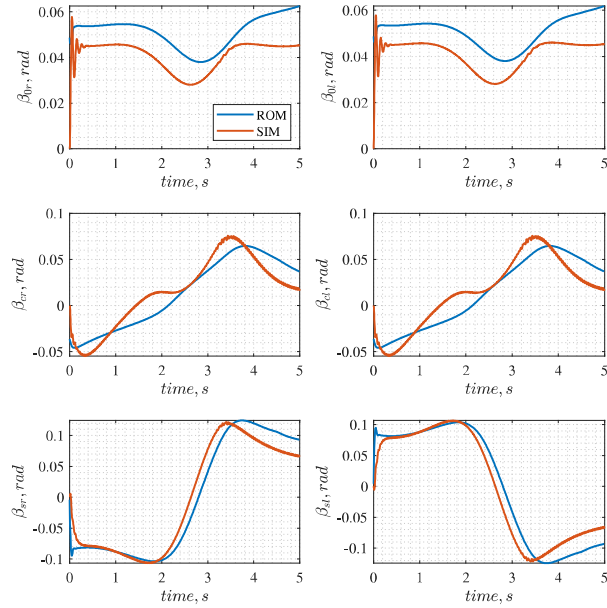 0.06
0.04
0.02
0
β0r, rad
ROM
SIM
0 1 2 3 4 5
time, s
0.06
0.04
0.02
0
β0l, rad
0 1 2 3 4 5
time, s
0.1
0.05
0
-0.05
βcr, rad
0 1 2 3 4 5
time, s
0.1
0.05
0
-0.05
βcl, rad
0 1 2 3 4 5
time, s
0.1
0.05
0
-0.05
-0.1
βsr, rad
0 1 2 3 4 5
time, s
0.1
0.05
0
-0.05
-0.1
βsl, rad
0 1 2 3 4 5
time, s